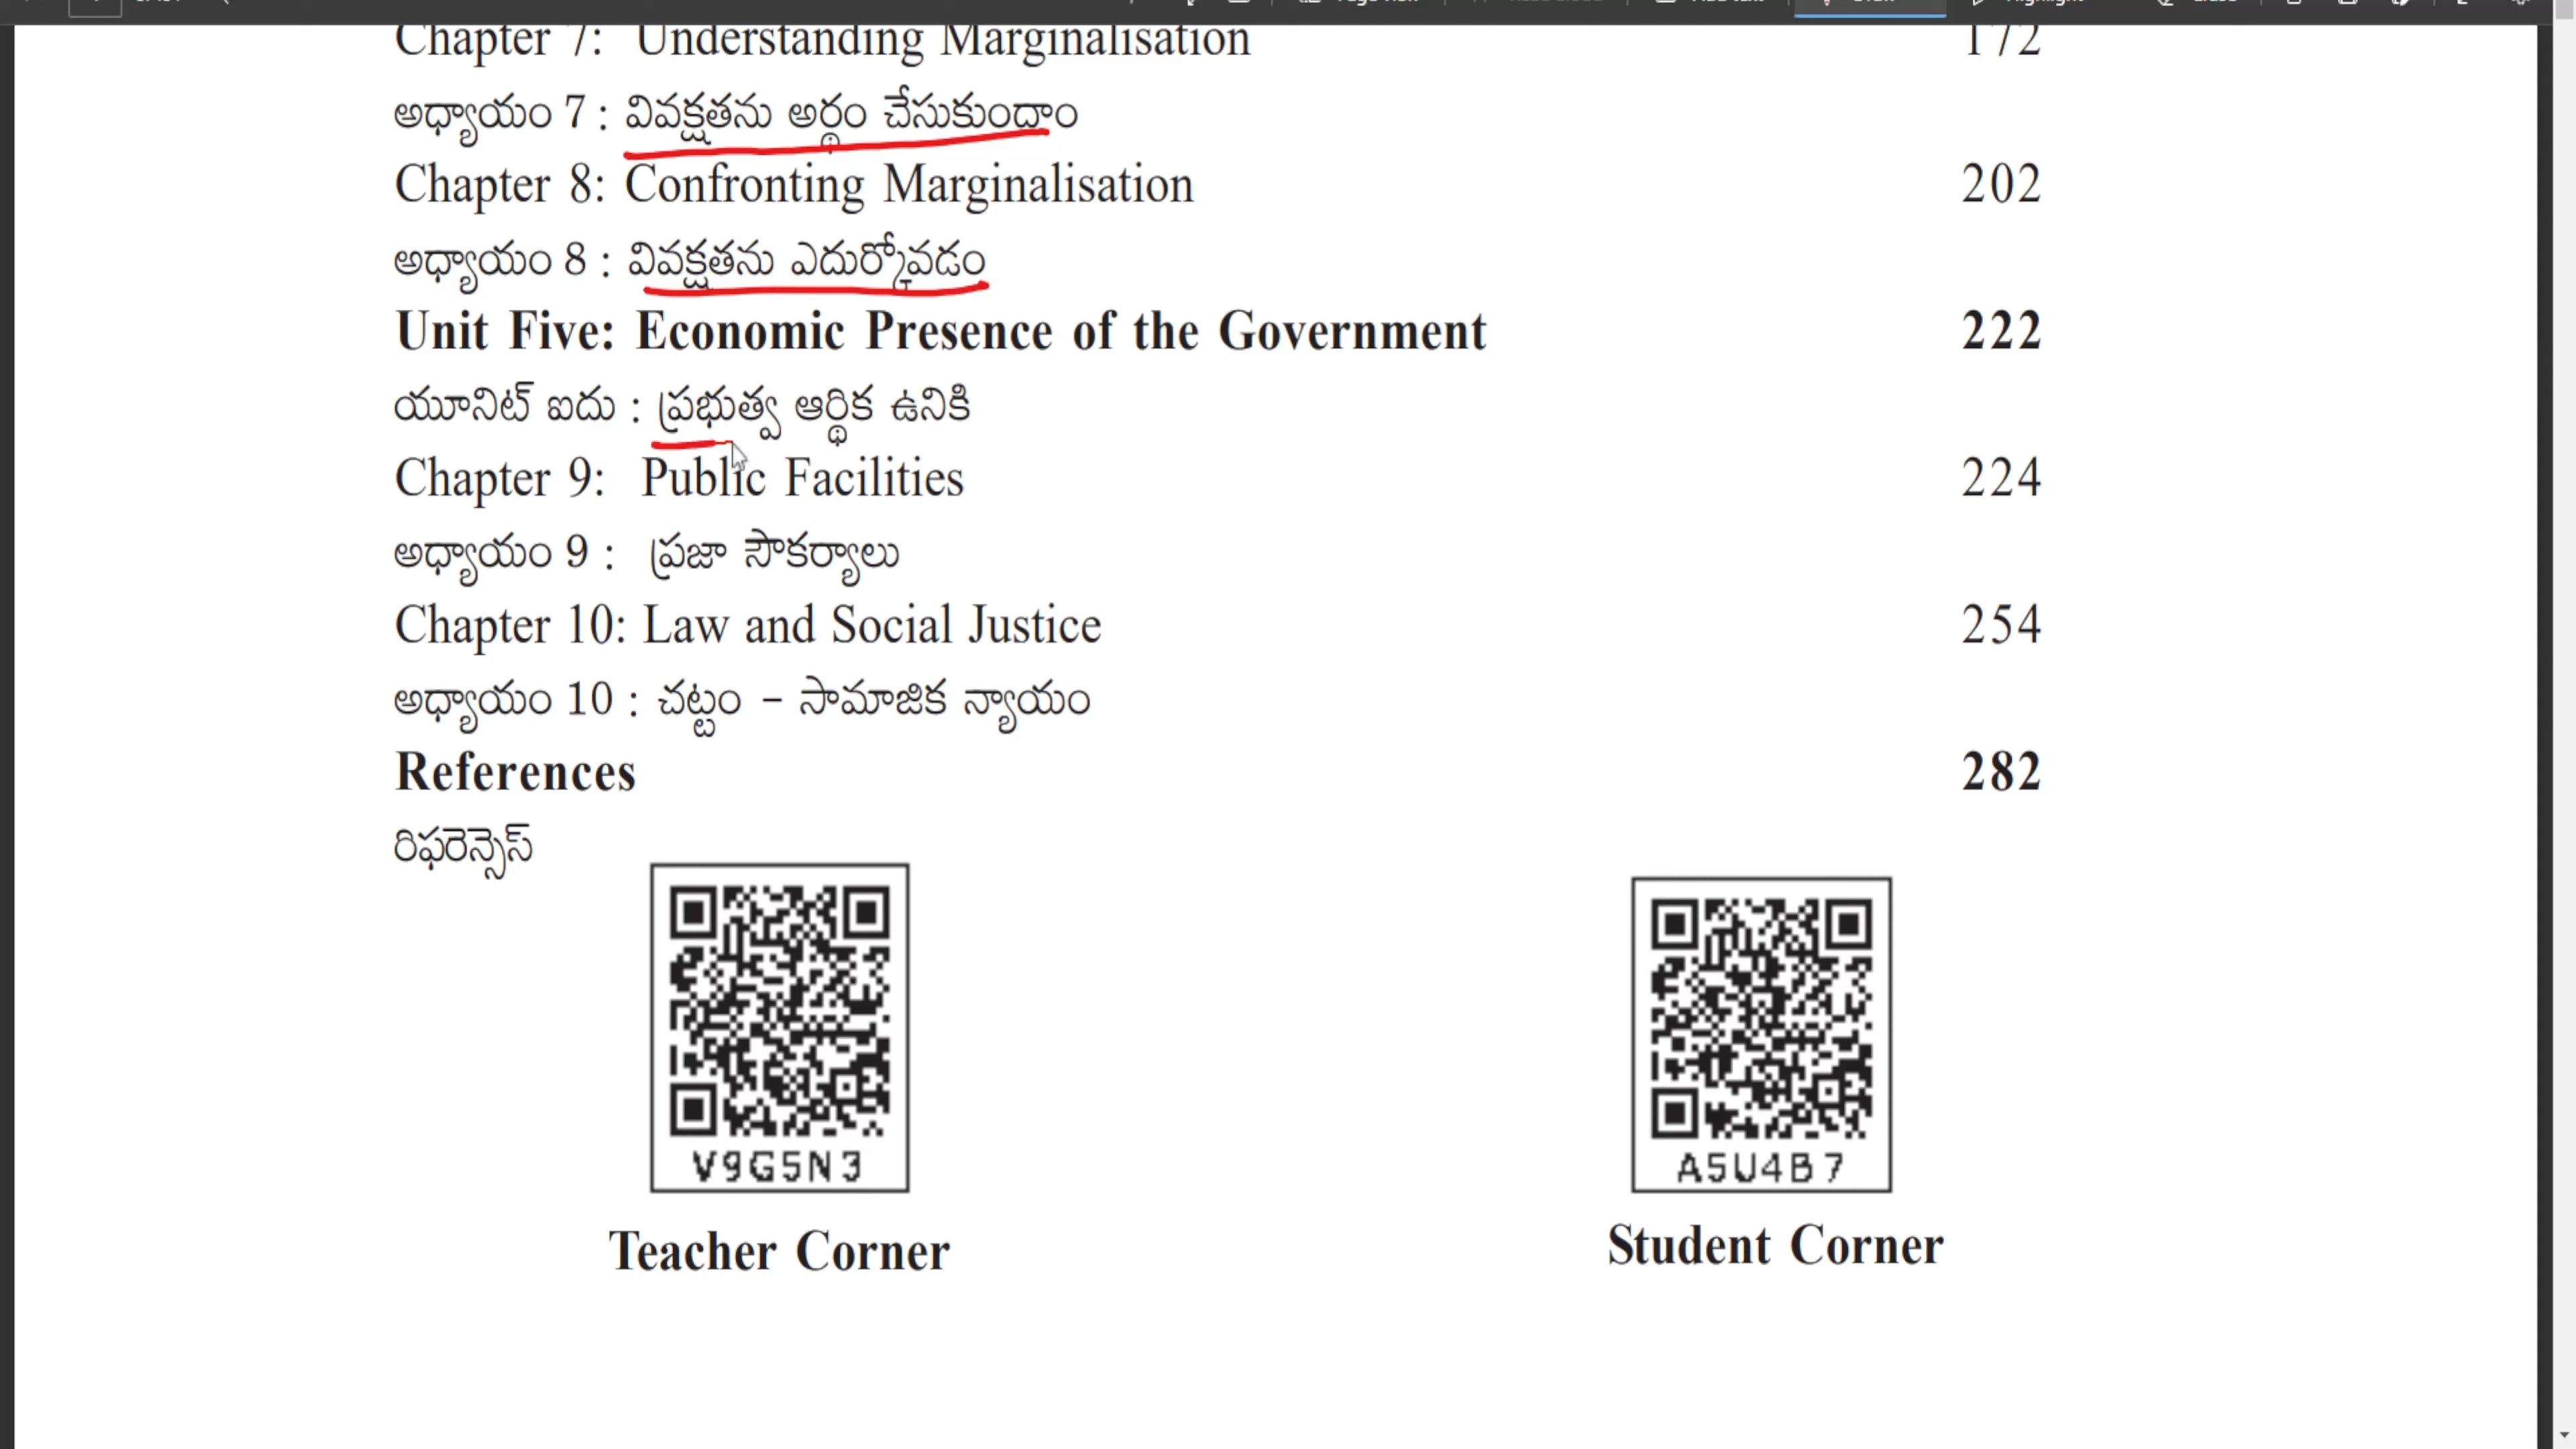 Chapter 7: Understanding Marginalisation 172
అధ్యాయం 7 : వివక్షతను అర్థం చేసుకుందాం
Chapter 8: Confronting Marginalisation 202
అధ్యాయం 8 : వివక్షతను ఎదుర్కోవడం
Unit Five: Economic Presence of the Government 222
యూనిట్ ఐదు : ప్రభుత్వ ఆర్థిక ఉనికి
Chapter 9: Public Facilities 224
అధ్యాయం 9 : ప్రజా సౌకర్యాలు
Chapter 10: Law and Social Justice 254
అధ్యాయం 10 : చట్టం – సామాజిక న్యాయం
References 282
రిఫరెన్సెస్
V9G5N3 A5U4B7
Teacher Corner Student Corner